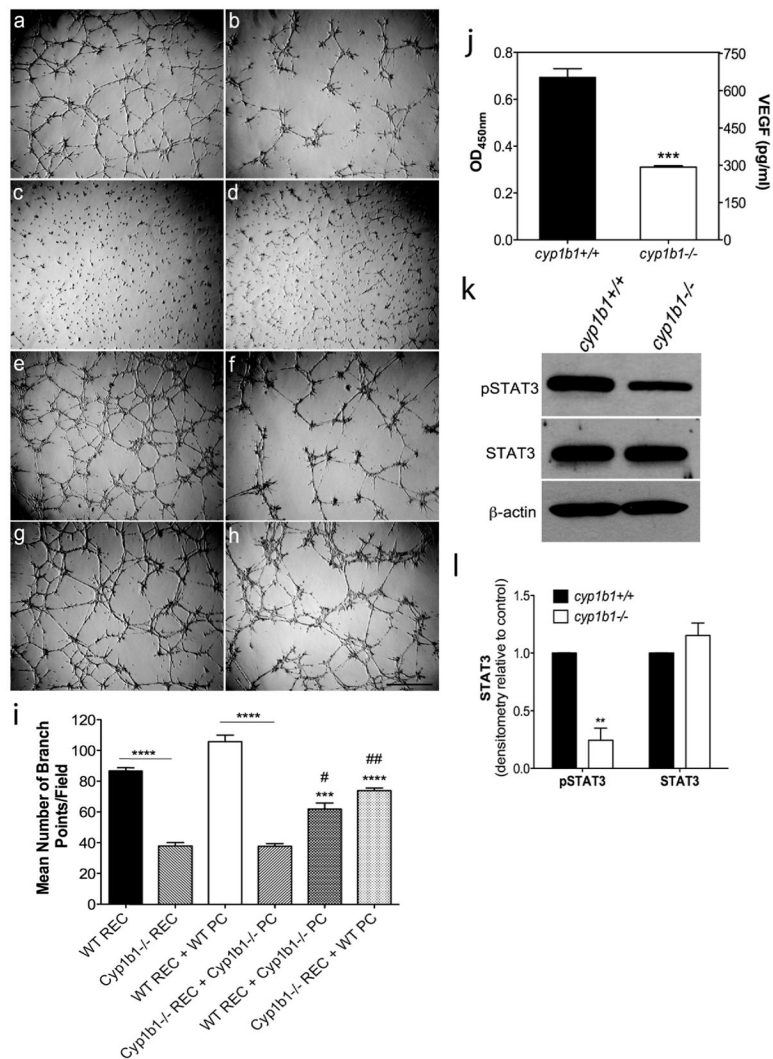 a
b
c
d
e
f
g
h
i
120
100
80
60
40
20
0
Mean Number of Branch
Points/Field
****
****
#
***
##
****
WT REC
Cyp1b1-/- REC
WT REC + WT PC
Cyp1b1-/- REC + Cyp1b1-/- PC
WT REC + Cyp1b1-/- PC
Cyp1b1-/- REC + WT PC
j
0.8
0.6
0.4
0.2
0.0
OD450nm
750
600
450
300
150
0
VEGF (pg/ml)
***
cyp1b1+/+
cyp1b1-/-
k
cyp1b1+/+
cyp1b1-/-
pSTAT3
STAT3
β-actin
l
cyp1b1+/+
cyp1b1-/-
1.5
1.0
0.5
0.0
STAT3
(densitometry relative to control)
**
pSTAT3
STAT3